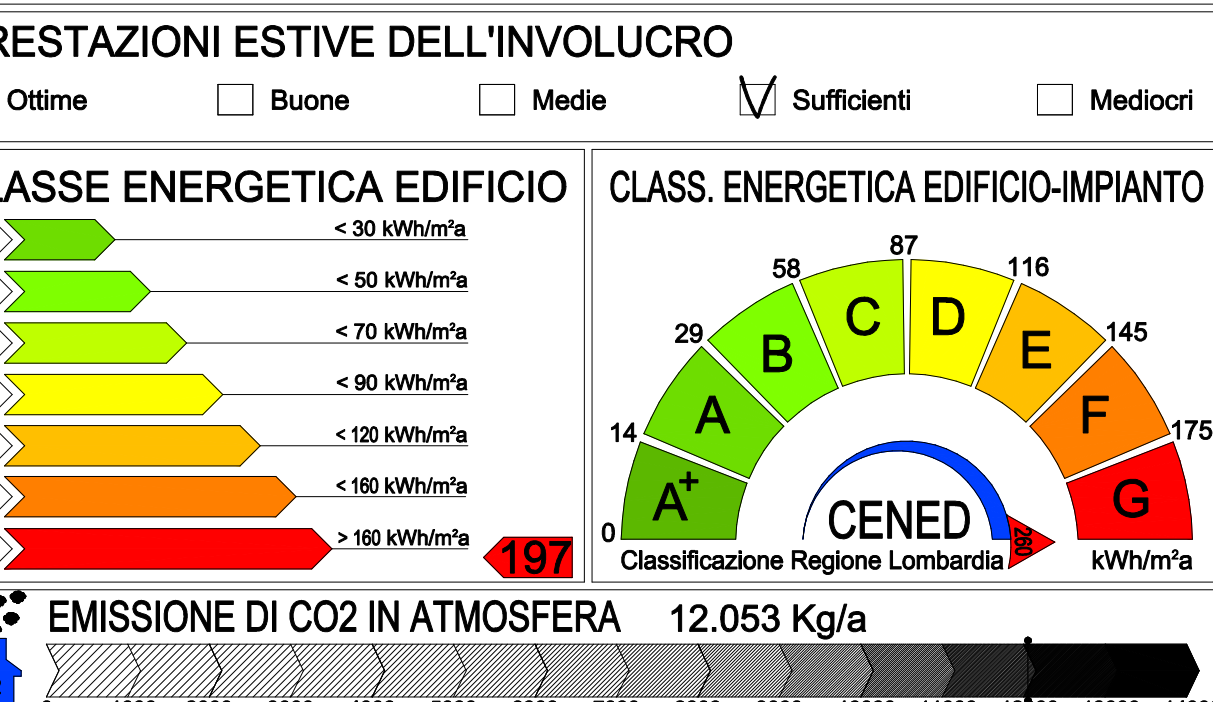 RESTAZIONI ESTIVE DELL'INVOLUCRO
Ottime Buone Medie Sufficienti Mediocri
LASSE ENERGETICA EDIFICIO
< 30 kWh/m²a
< 50 kWh/m²a
< 70 kWh/m²a
< 90 kWh/m²a
< 120 kWh/m²a
< 160 kWh/m²a
> 160 kWh/m²a
197
CLASS. ENERGETICA EDIFICIO-IMPIANTO
0 14 29 58 87 116 145 175
A+ A B C D E F G
CENED
260
Classificazione Regione Lombardia
kWh/m²a
EMISSIONE DI CO2 IN ATMOSFERA 12.053 Kg/a